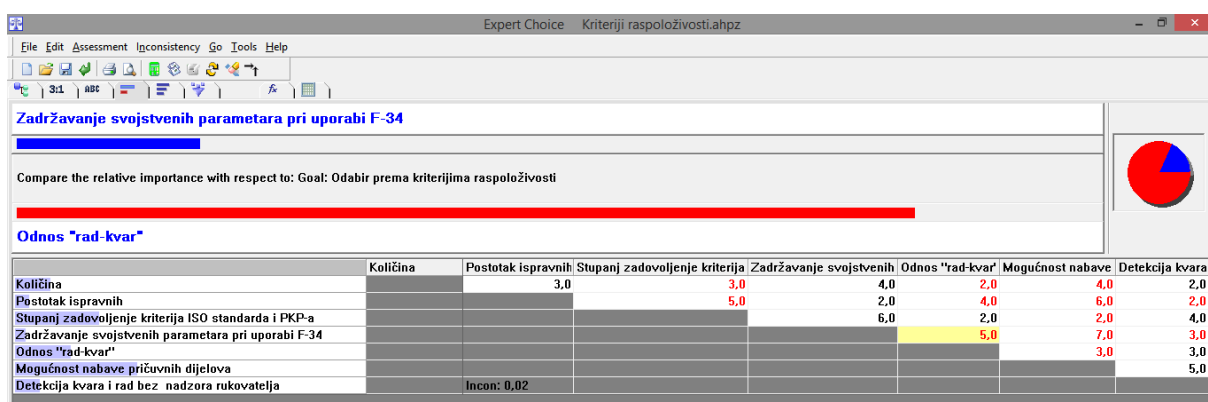 Expert Choice Kriteriji raspoloživosti.ahpz
File Edit Assessment Inconsistency Go Tools Help
3:1 ABC fx
Zadržavanje svojstvenih parametara pri uporabi F-34
Compare the relative importance with respect to: Goal: Odabir prema kriterijima raspoloživosti
Odnos "rad-kvar"
Količina Postotak ispravnih Stupanj zadovoljenje kriterija Zadržavanje svojstvenih Odnos "rad-kvar' Mogućnost nabave Detekcija kvara
Količina 3,0 3,0 4,0 2,0 4,0 2,0
Postotak ispravnih 5,0 2,0 4,0 6,0 2,0
Stupanj zadovoljenje kriterija ISO standarda i PKP-a 6,0 2,0 2,0 4,0
Zadržavanje svojstvenih parametara pri uporabi F-34 5,0 7,0 3,0
Odnos "rad-kvar" 3,0 3,0
Mogućnost nabave pričuvnih dijelova 5,0
Detekcija kvara i rad bez nadzora rukovatelja Incon: 0,02